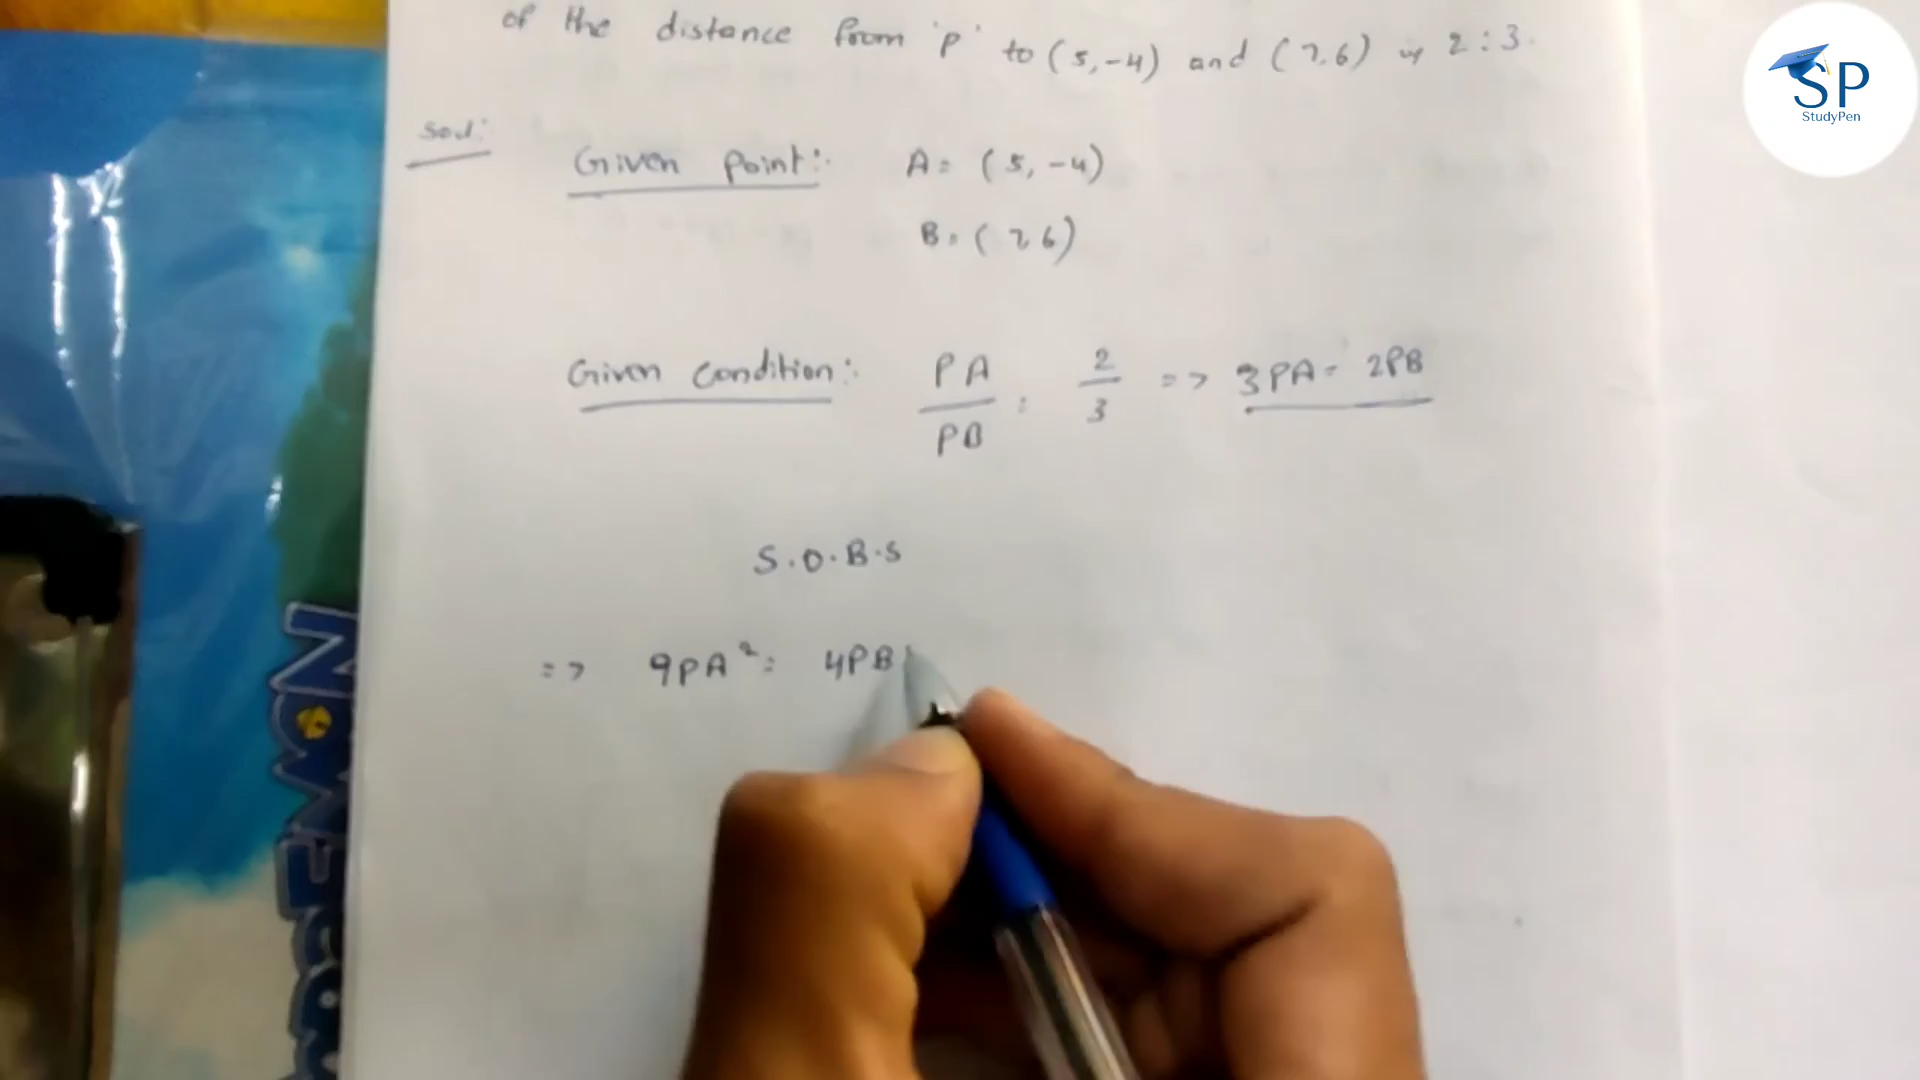 of the distance from 'p' to (5,-4) and (7,6) is 2:3.
Sol:
Given point:- A= (5,-4)
B=(7,6)
Given condition:- PA/PB = 2/3 => 3PA= 2PB
S.O.B.S
=> 9PA²= 4PB
SP
StudyPen